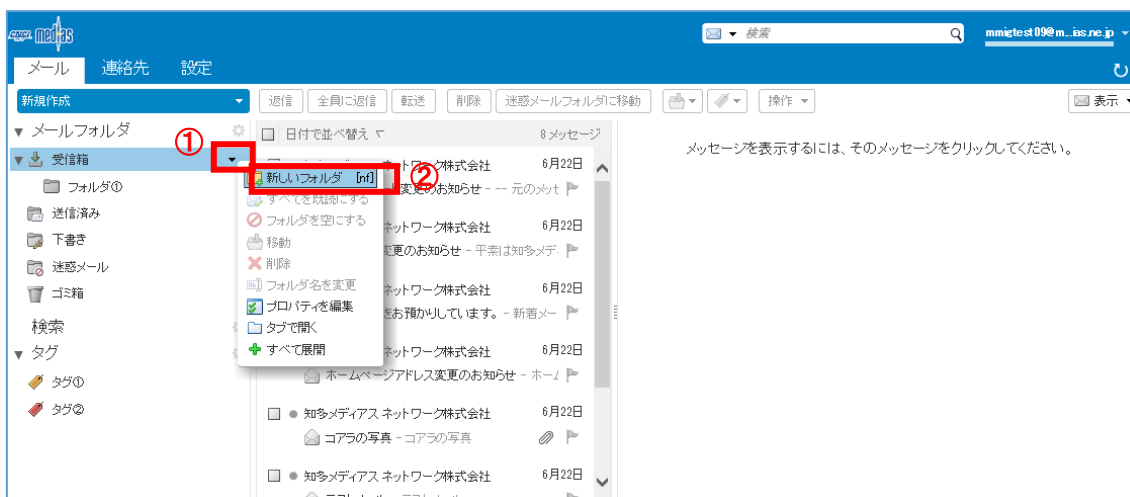 medias
検索
mmigtest09@m...ias.ne.jp
メール 連絡先 設定
新規作成
返信 全員に返信 転送 削除 迷惑メールフォルダに移動 操作 表示
メールフォルダ
①
日付で並べ替え 8 メッセージ
メッセージを表示するには、そのメッセージをクリックしてください。
受信箱
フォルダ①
送信済み
下書き
迷惑メール
ゴミ箱
検索
タグ
タグ①
タグ②
②
新しいフォルダ [nf]
すべてを既読にする
フォルダを空にする
移動
削除
フォルダ名を変更
プロパティを編集
タブで開く
すべて展開
ネットワーク株式会社 6月22日
変更のお知らせ - -- 元のメッセ
ネットワーク株式会社 6月22日
変更のお知らせ - 平素は知多メデ
ネットワーク株式会社 6月22日
をお預かりしています。 - 新着メー
ネットワーク株式会社 6月22日
ホームページアドレス変更のお知らせ - ホーム
知多メディアス ネットワーク株式会社 6月22日
コアラの写真 - コアラの写真
知多メディアス ネットワーク株式会社 6月22日